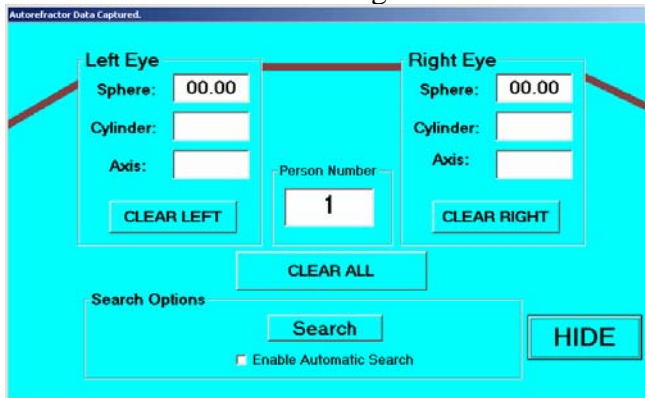 Autorefractor Data Captured.
Left Eye
Sphere: 00.00
Cylinder:
Axis:
CLEAR LEFT
Person Number
1
Right Eye
Sphere: 00.00
Cylinder:
Axis:
CLEAR RIGHT
CLEAR ALL
Search Options
Search
Enable Automatic Search
HIDE